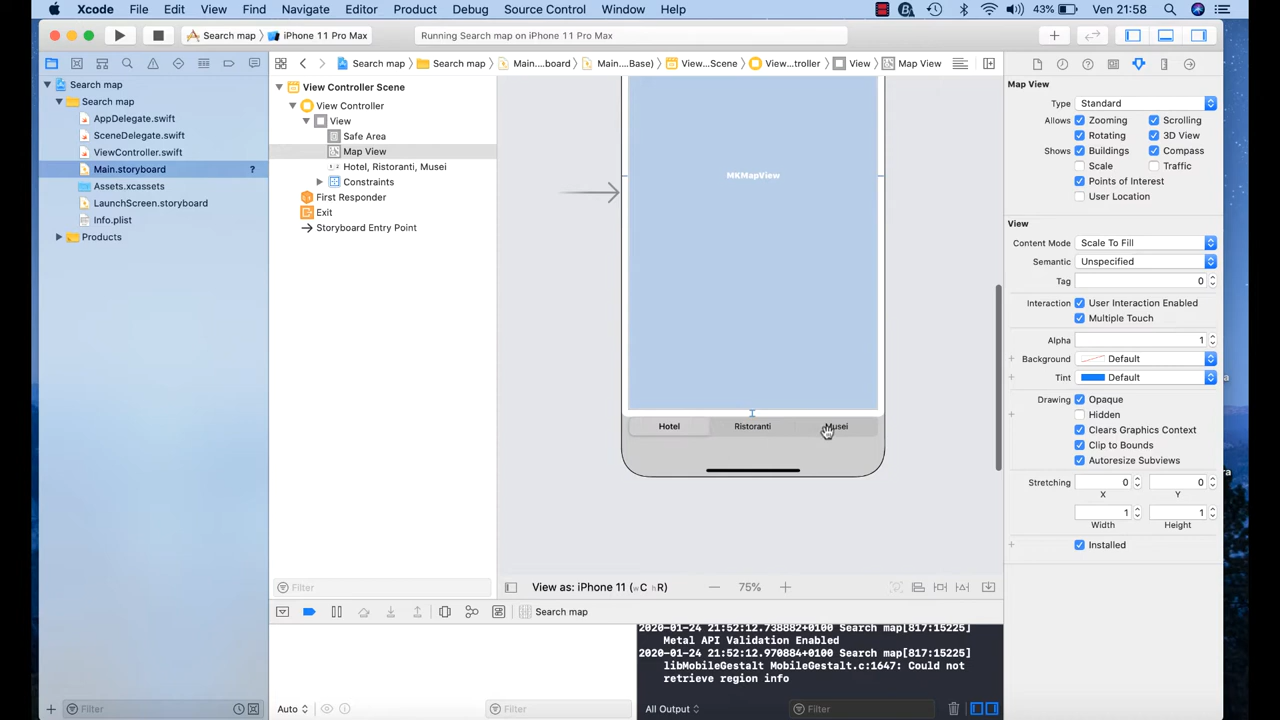 Xcode File Edit View Find Navigate Editor Product Debug Source Control Window Help 43% Ven 21:58
Search map iPhone 11 Pro Max Running Search map on iPhone 11 Pro Max
Search map Search map Main....board Main....Base) View...Scene View...troller View Map View
Search map
Search map
AppDelegate.swift
SceneDelegate.swift
ViewController.swift
Main.storyboard ?
Assets.xcassets
LaunchScreen.storyboard
Info.plist
Products
Filter
View Controller Scene
View Controller
View
Safe Area
Map View
Hotel, Ristoranti, Musei
Constraints
First Responder
Exit
Storyboard Entry Point
Filter
MKMapView
Hotel Ristoranti Musei
View as: iPhone 11 (wC hR) 75%
Map View
Type Standard
Allows Zooming Scrolling
Rotating 3D View
Shows Buildings Compass
Scale Traffic
Points of Interest
User Location
View
Content Mode Scale To Fill
Semantic Unspecified
Tag 0
Interaction User Interaction Enabled
Multiple Touch
Alpha 1
Background Default
Tint Default
Drawing Opaque
Hidden
Clears Graphics Context
Clip to Bounds
Autoresize Subviews
Stretching 0 0
X Y
1 1
Width Height
Installed
Search map
2020-01-24 21:52:12.738882+0100 Search map[817:15225]
Metal API Validation Enabled
2020-01-24 21:52:12.970884+0100 Search map[817:15225]
libMobileGestalt MobileGestalt.c:1647: Could not
retrieve region info
Auto Filter All Output Filter